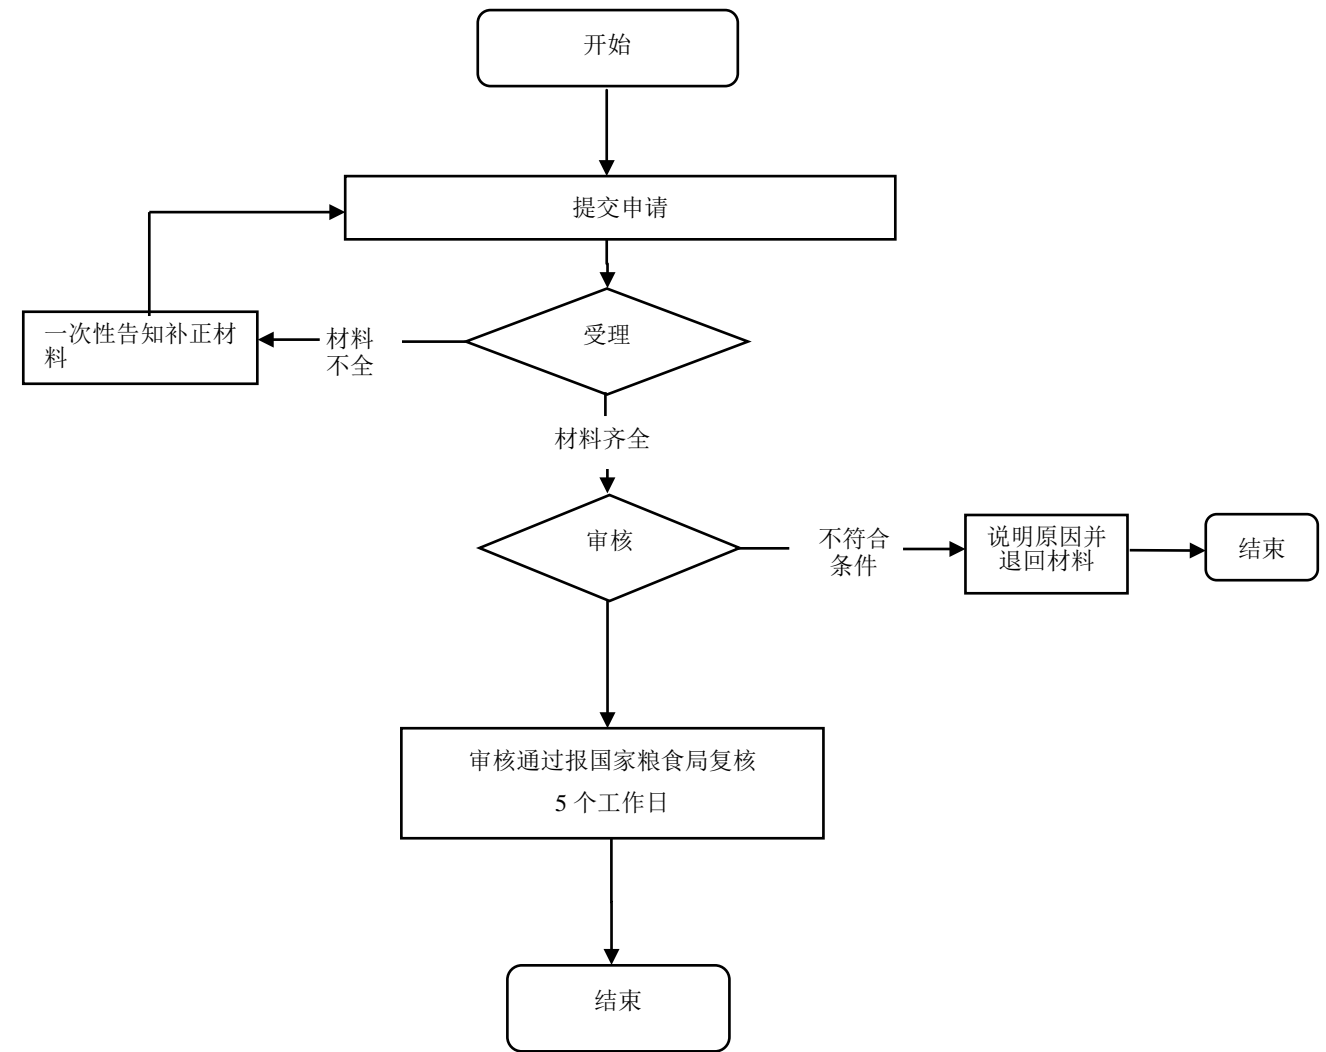 开始
提交申请
一次性告知补正材
料
材料
不全
受理
材料齐全
审核
不符合
条件
说明原因并
退回材料
结束
审核通过报国家粮食局复核
5 个工作日
结束